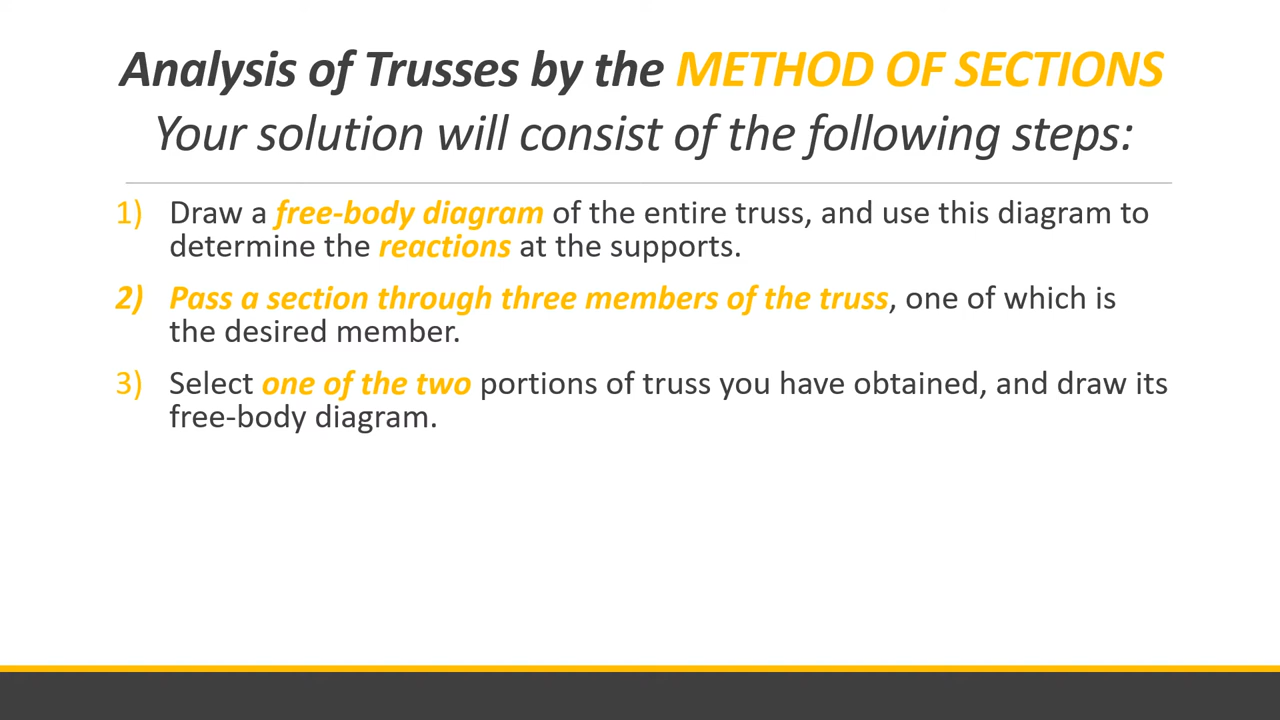 Analysis of Trusses by the METHOD OF SECTIONS
Your solution will consist of the following steps:
1) Draw a free-body diagram of the entire truss, and use this diagram to
determine the reactions at the supports.
2) Pass a section through three members of the truss, one of which is
the desired member.
3) Select one of the two portions of truss you have obtained, and draw its
free-body diagram.